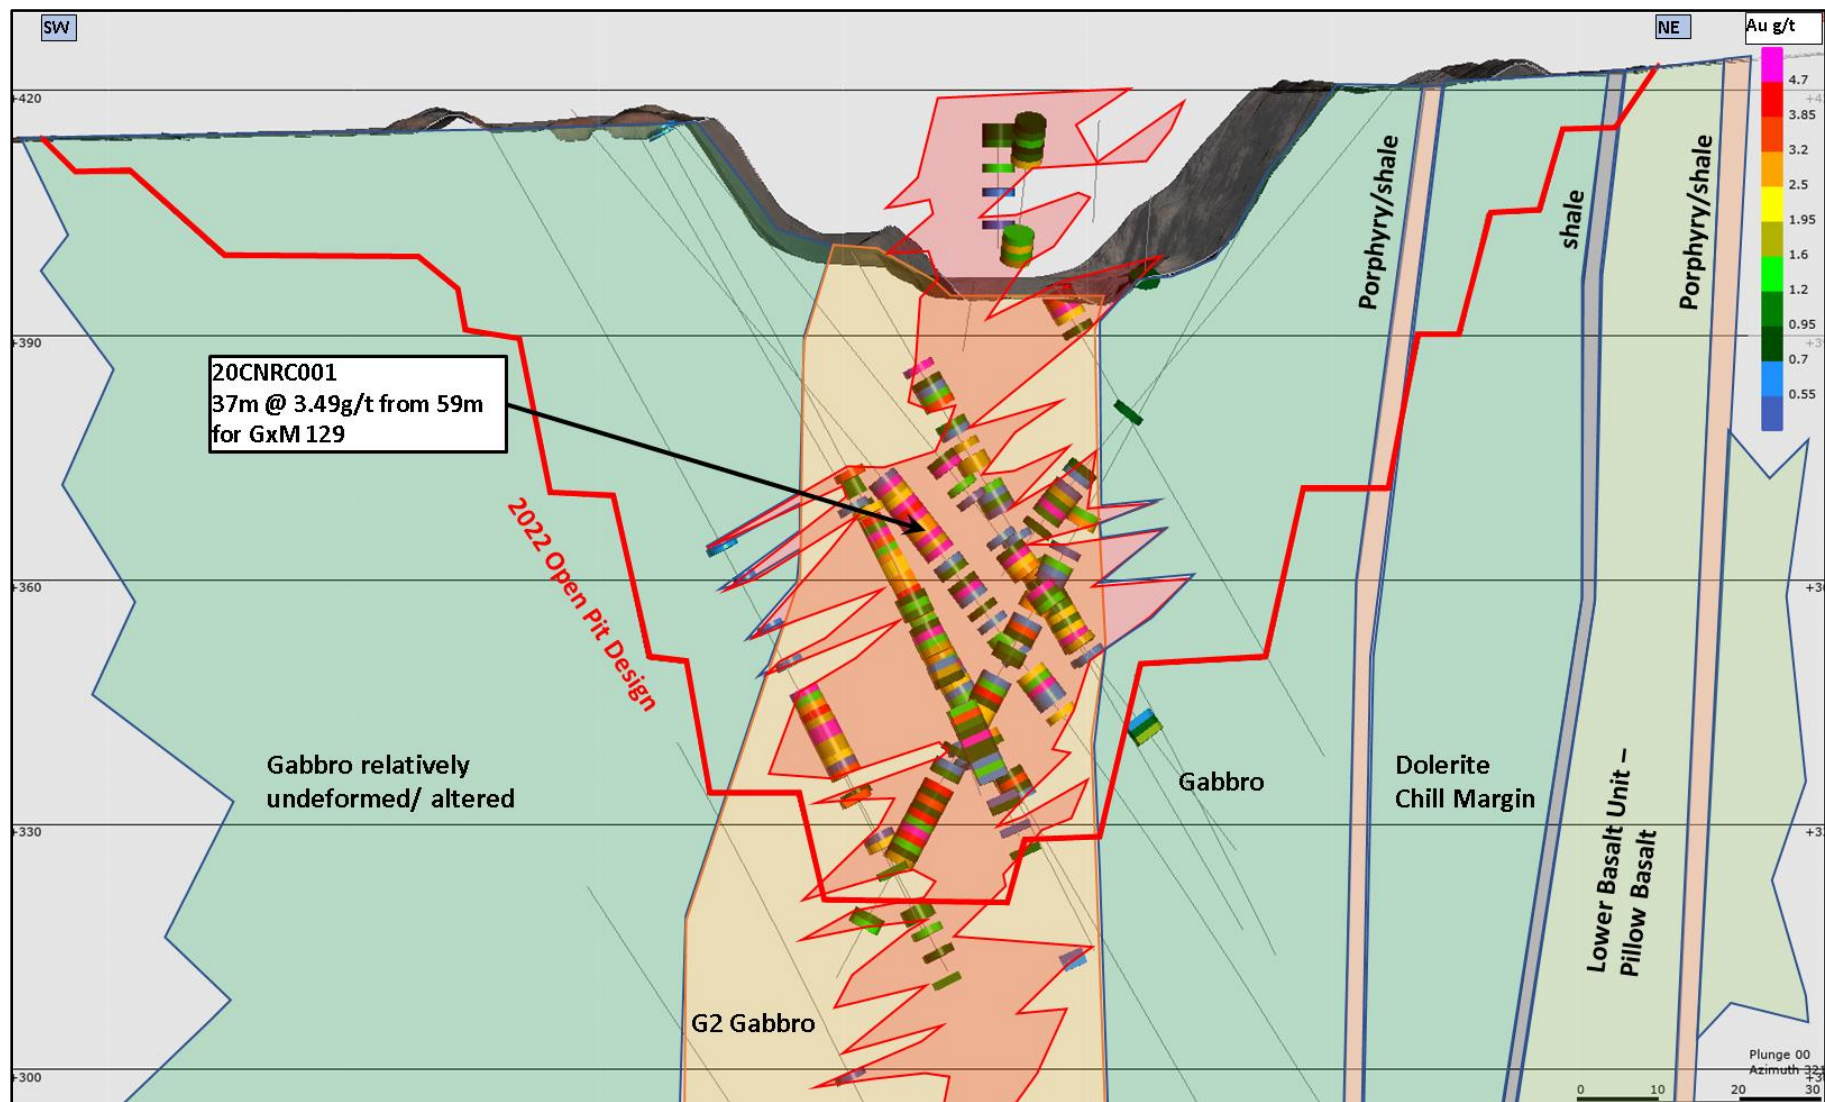 SW
NE
Au g/t
4.7
3.85
3.2
2.5
1.95
1.6
1.2
0.95
0.7
0.55
+420
+390
+360
+330
+300
20CNRC001
37m @ 3.49g/t from 59m
for GxM 129
2022 Open Pit Design
Porphyry/shale
shale
Porphyry/shale
Gabbro relatively
undeformed/ altered
Gabbro
Dolerite
Chill Margin
Lower Basalt Unit –
Pillow Basalt
G2 Gabbro
Plunge 00
Azimuth
0 10 20 30